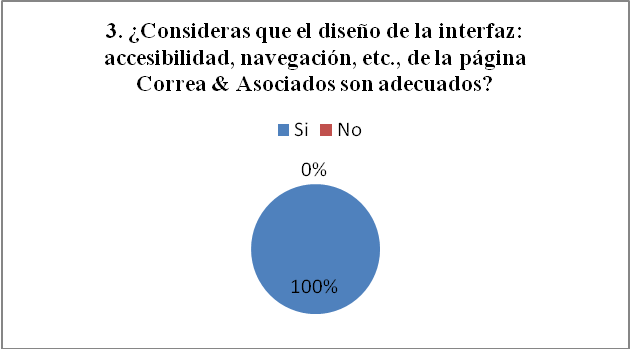 3. ¿Consideras que el diseño de la interfaz:
accesibilidad, navegación, etc., de la página
Correa & Asociados son adecuados?
Si No
0%
100%